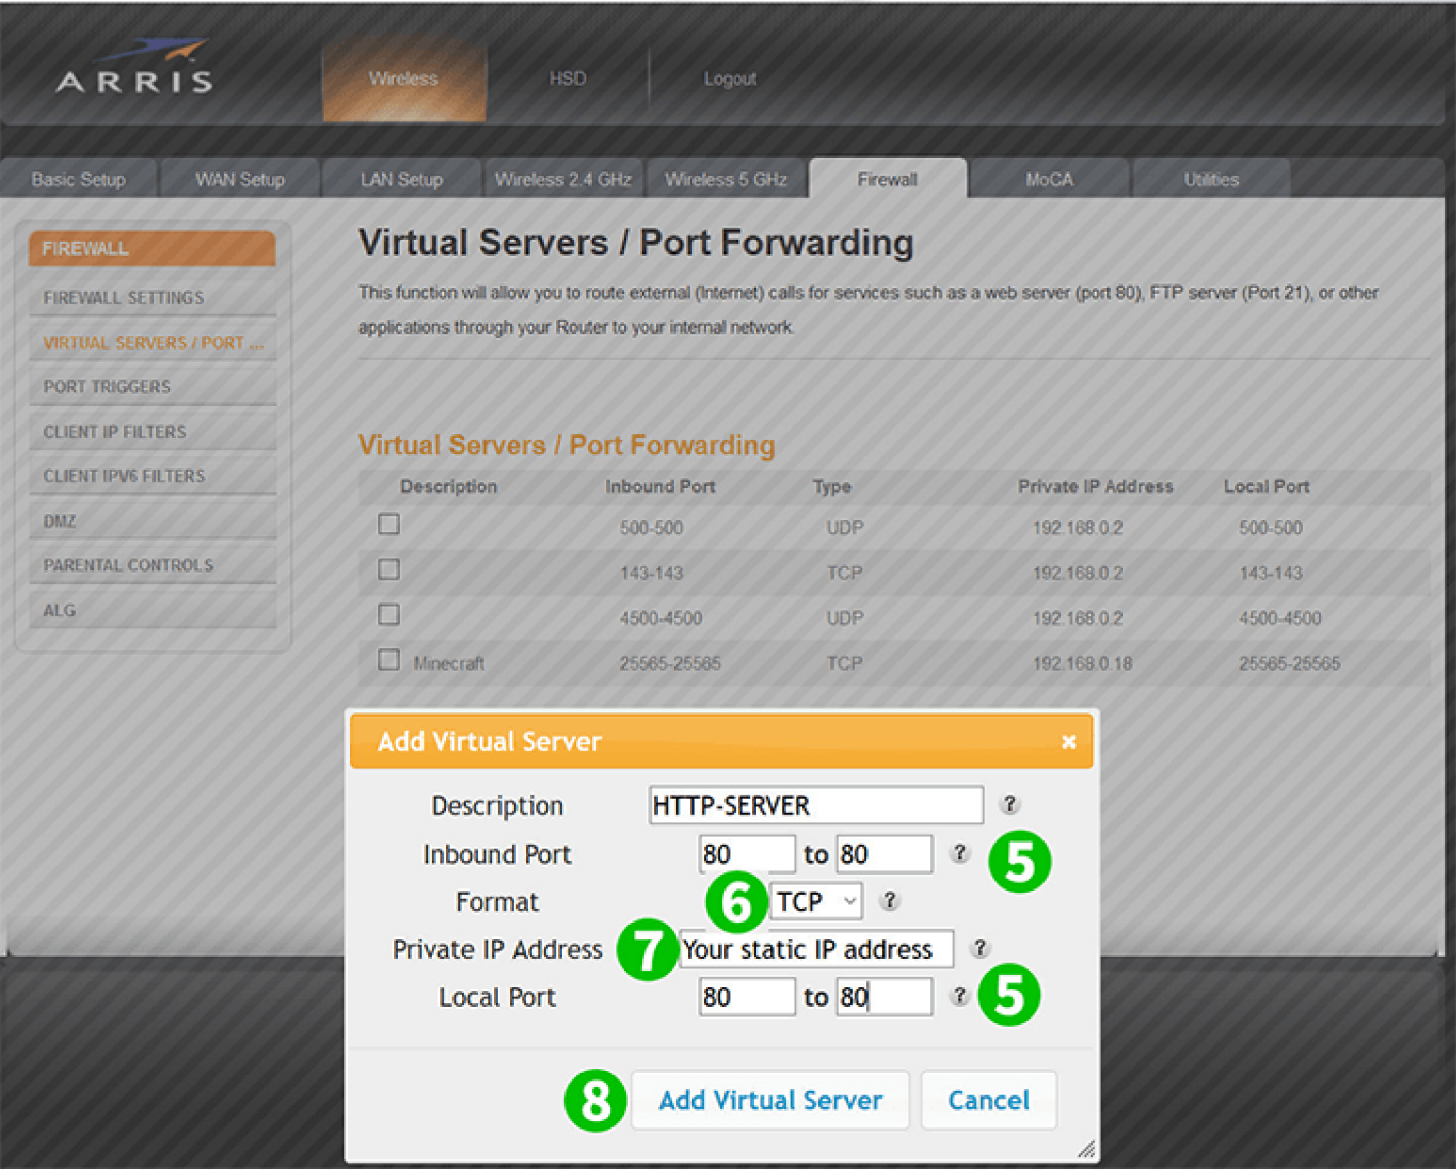 ARRIS
Wireless
HSD
Logout
Basic Setup
WAN Setup
LAN Setup
Wireless 2.4 GHz
Wireless 5 GHz
Firewall
MoCA
Utilities
FIREWALL
FIREWALL SETTINGS
VIRTUAL SERVERS / PORT ...
PORT TRIGGERS
CLIENT IP FILTERS
CLIENT IPV6 FILTERS
DMZ
PARENTAL CONTROLS
ALG
Virtual Servers / Port Forwarding
This function will allow you to route external (Internet) calls for services such as a web server (port 80), FTP server (Port 21), or other
applications through your Router to your internal network.
Virtual Servers / Port Forwarding
Description Inbound Port Type Private IP Address Local Port
500-500 UDP 192.168.0.2 500-500
143-143 TCP 192.168.0.2 143-143
4500-4500 UDP 192.168.0.2 4500-4500
Minecraft 25565-25565 TCP 192.168.0.18 25565-25565
Add Virtual Server ×
Description HTTP-SERVER ?
Inbound Port 80 to 80 ? 5
Format 6 TCP ?
Private IP Address 7 Your static IP address ?
Local Port 80 to 80 ? 5
8 Add Virtual Server Cancel